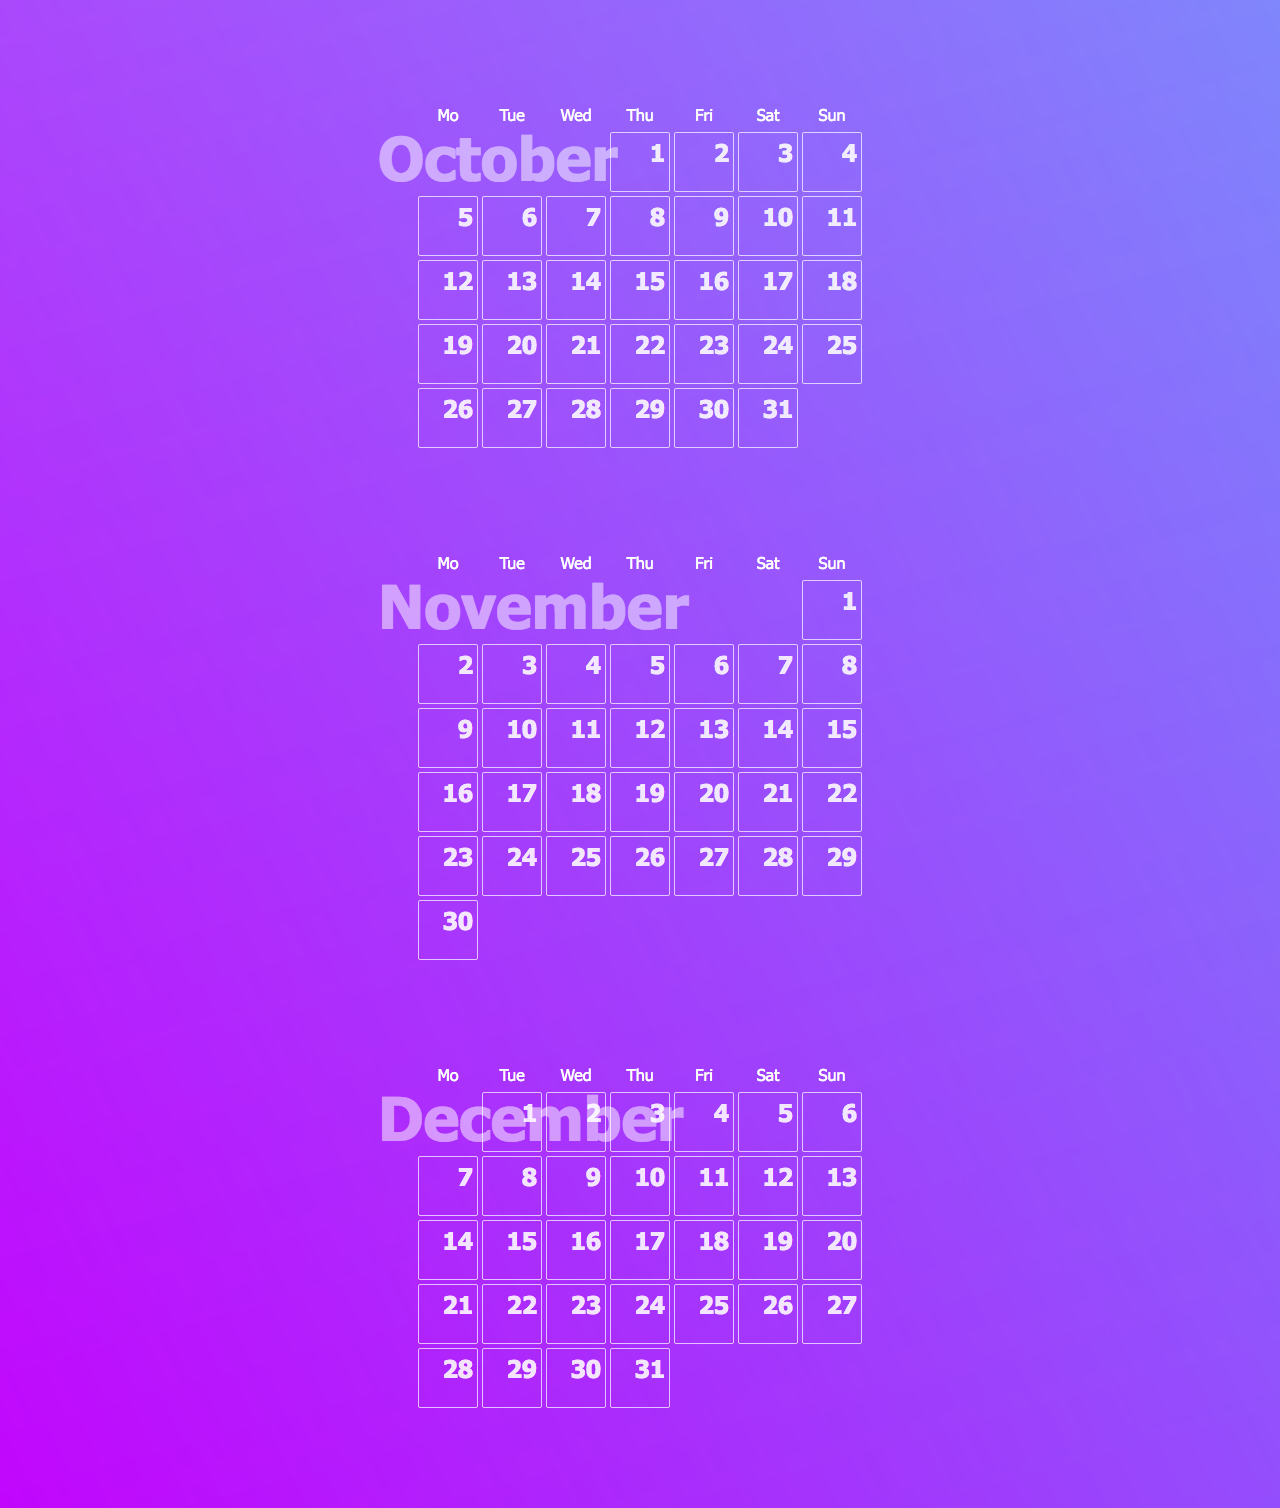 Mo Tue Wed Thu Fri Sat Sun
October 1 2 3 4
5 6 7 8 9 10 11
12 13 14 15 16 17 18
19 20 21 22 23 24 25
26 27 28 29 30 31
Mo Tue Wed Thu Fri Sat Sun
November 1
2 3 4 5 6 7 8
9 10 11 12 13 14 15
16 17 18 19 20 21 22
23 24 25 26 27 28 29
30
Mo Tue Wed Thu Fri Sat Sun
December 1 2 3 4 5 6
7 8 9 10 11 12 13
14 15 16 17 18 19 20
21 22 23 24 25 26 27
28 29 30 31